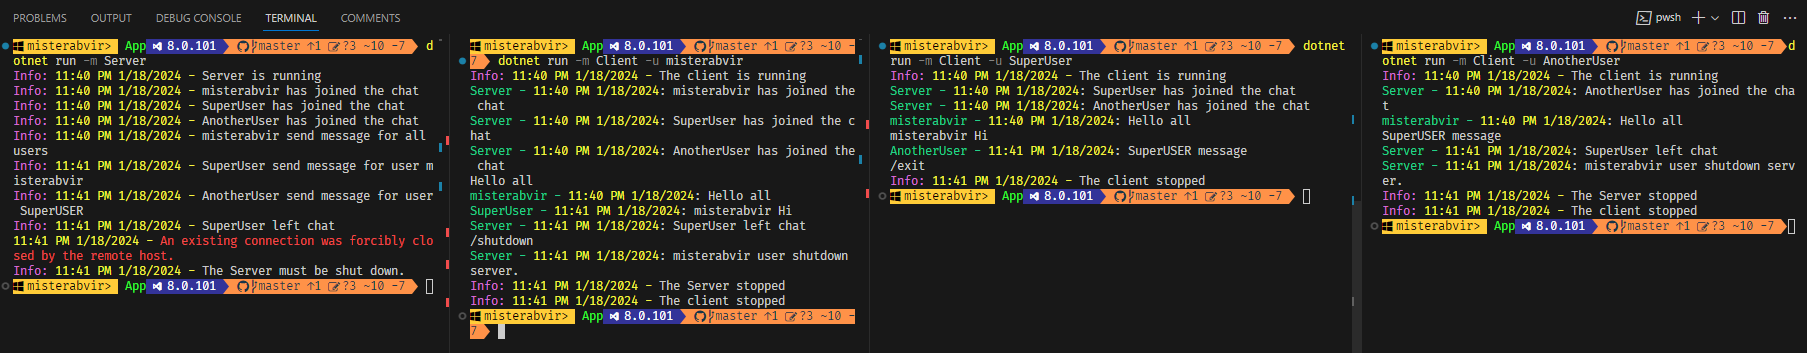 PROBLEMS OUTPUT DEBUG CONSOLE TERMINAL COMMENTS
pwsh
misterabvir> App 8.0.101 master ↑1 ?3 ~10 -7 d
otnet run -m Server
Info: 11:40 PM 1/18/2024 - Server is running
Info: 11:40 PM 1/18/2024 - misterabvir has joined the chat
Info: 11:40 PM 1/18/2024 - SuperUser has joined the chat
Info: 11:40 PM 1/18/2024 - AnotherUser has joined the chat
Info: 11:40 PM 1/18/2024 - misterabvir send message for all
users
Info: 11:41 PM 1/18/2024 - SuperUser send message for user m
isterabvir
Info: 11:41 PM 1/18/2024 - AnotherUser send message for user
SuperUSER
Info: 11:41 PM 1/18/2024 - SuperUser left chat
11:41 PM 1/18/2024 - An existing connection was forcibly clo
sed by the remote host.
Info: 11:41 PM 1/18/2024 - The Server must be shut down.
misterabvir> App 8.0.101 master ↑1 ?3 ~10 -7
misterabvir> App 8.0.101 master ↑1 ?3 ~10 -
7 dotnet run -m Client -u misterabvir
Info: 11:40 PM 1/18/2024 - The client is running
Server - 11:40 PM 1/18/2024: misterabvir has joined the
chat
Server - 11:40 PM 1/18/2024: SuperUser has joined the c
hat
Server - 11:40 PM 1/18/2024: AnotherUser has joined the
chat
Hello all
misterabvir - 11:40 PM 1/18/2024: Hello all
SuperUser - 11:41 PM 1/18/2024: misterabvir Hi
Server - 11:41 PM 1/18/2024: SuperUser left chat
/shutdown
Server - 11:41 PM 1/18/2024: misterabvir user shutdown
server.
Info: 11:41 PM 1/18/2024 - The Server stopped
Info: 11:41 PM 1/18/2024 - The client stopped
misterabvir> App 8.0.101 master ↑1 ?3 ~10 -
7
misterabvir> App 8.0.101 master ↑1 ?3 ~10 -7 dotnet
run -m Client -u SuperUser
Info: 11:40 PM 1/18/2024 - The client is running
Server - 11:40 PM 1/18/2024: SuperUser has joined the chat
Server - 11:40 PM 1/18/2024: AnotherUser has joined the chat
misterabvir - 11:40 PM 1/18/2024: Hello all
misterabvir Hi
AnotherUser - 11:41 PM 1/18/2024: SuperUSER message
/exit
Info: 11:41 PM 1/18/2024 - The client stopped
misterabvir> App 8.0.101 master ↑1 ?3 ~10 -7
misterabvir> App 8.0.101 master ↑1 ?3 ~10 -7 d
otnet run -m Client -u AnotherUser
Info: 11:40 PM 1/18/2024 - The client is running
Server - 11:40 PM 1/18/2024: AnotherUser has joined the cha
t
misterabvir - 11:40 PM 1/18/2024: Hello all
SuperUSER message
Server - 11:41 PM 1/18/2024: SuperUser left chat
Server - 11:41 PM 1/18/2024: misterabvir user shutdown serv
er.
Info: 11:41 PM 1/18/2024 - The Server stopped
Info: 11:41 PM 1/18/2024 - The client stopped
misterabvir> App 8.0.101 master ↑1 ?3 ~10 -7